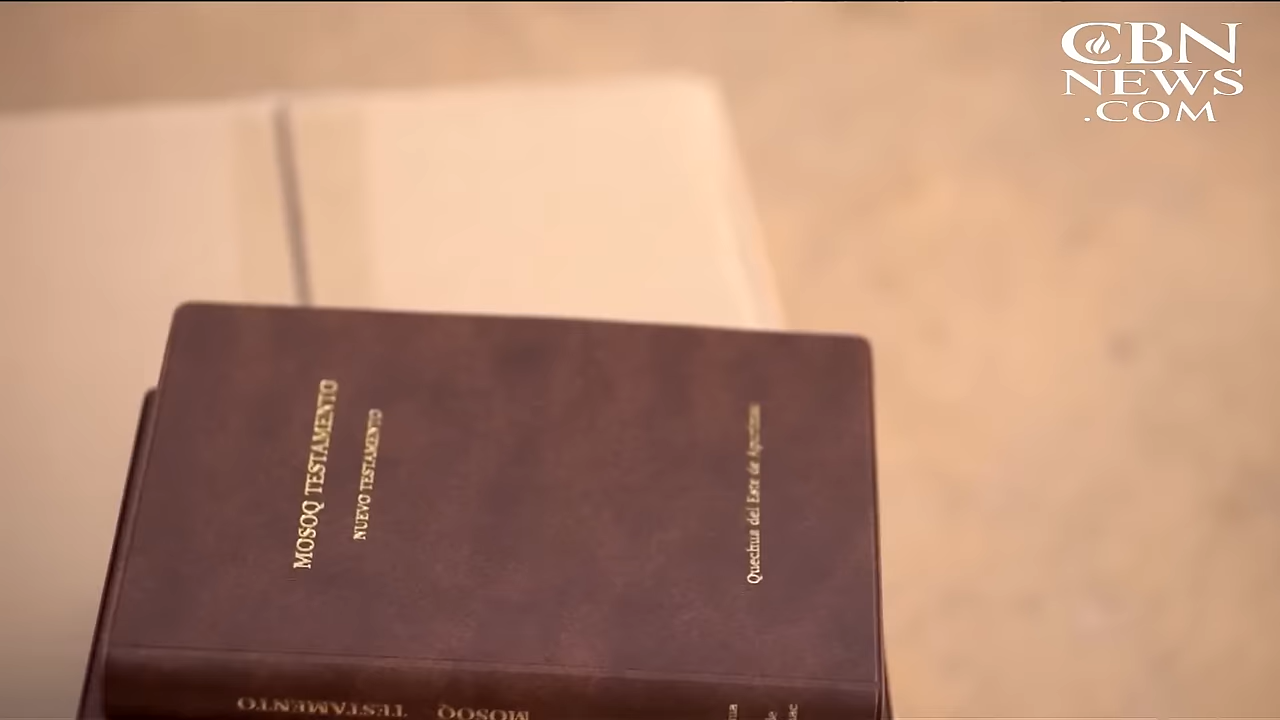 CBN
NEWS
.COM
MOSOQ TESTAMENTO
NUEVO TESTAMENTO
Quechua del Este de Apurímac
MOSOQ TESTAMENTO